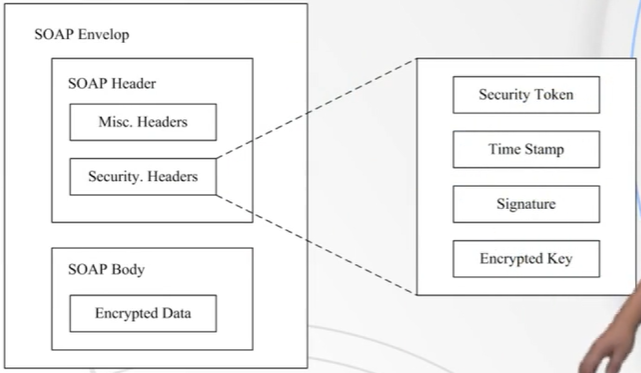 SOAP Envelop
SOAP Header
Misc. Headers
Security. Headers
SOAP Body
Encrypted Data
Security Token
Time Stamp
Signature
Encrypted Key